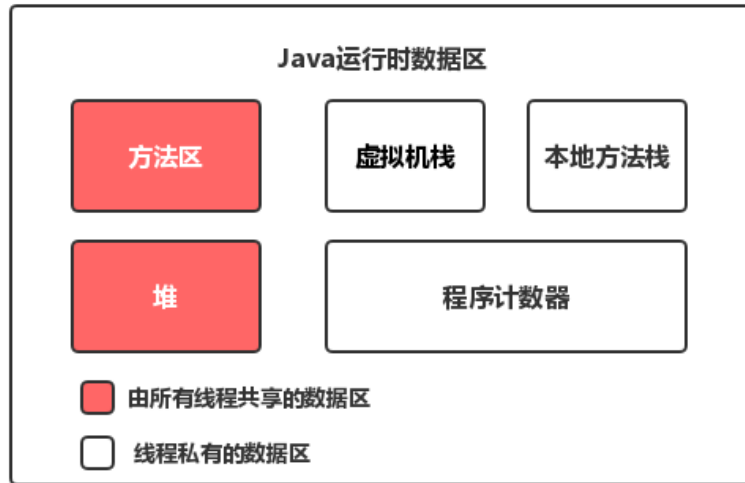 Java运行时数据区
方法区
虚拟机栈
本地方法栈
堆
程序计数器
由所有线程共享的数据区
线程私有的数据区